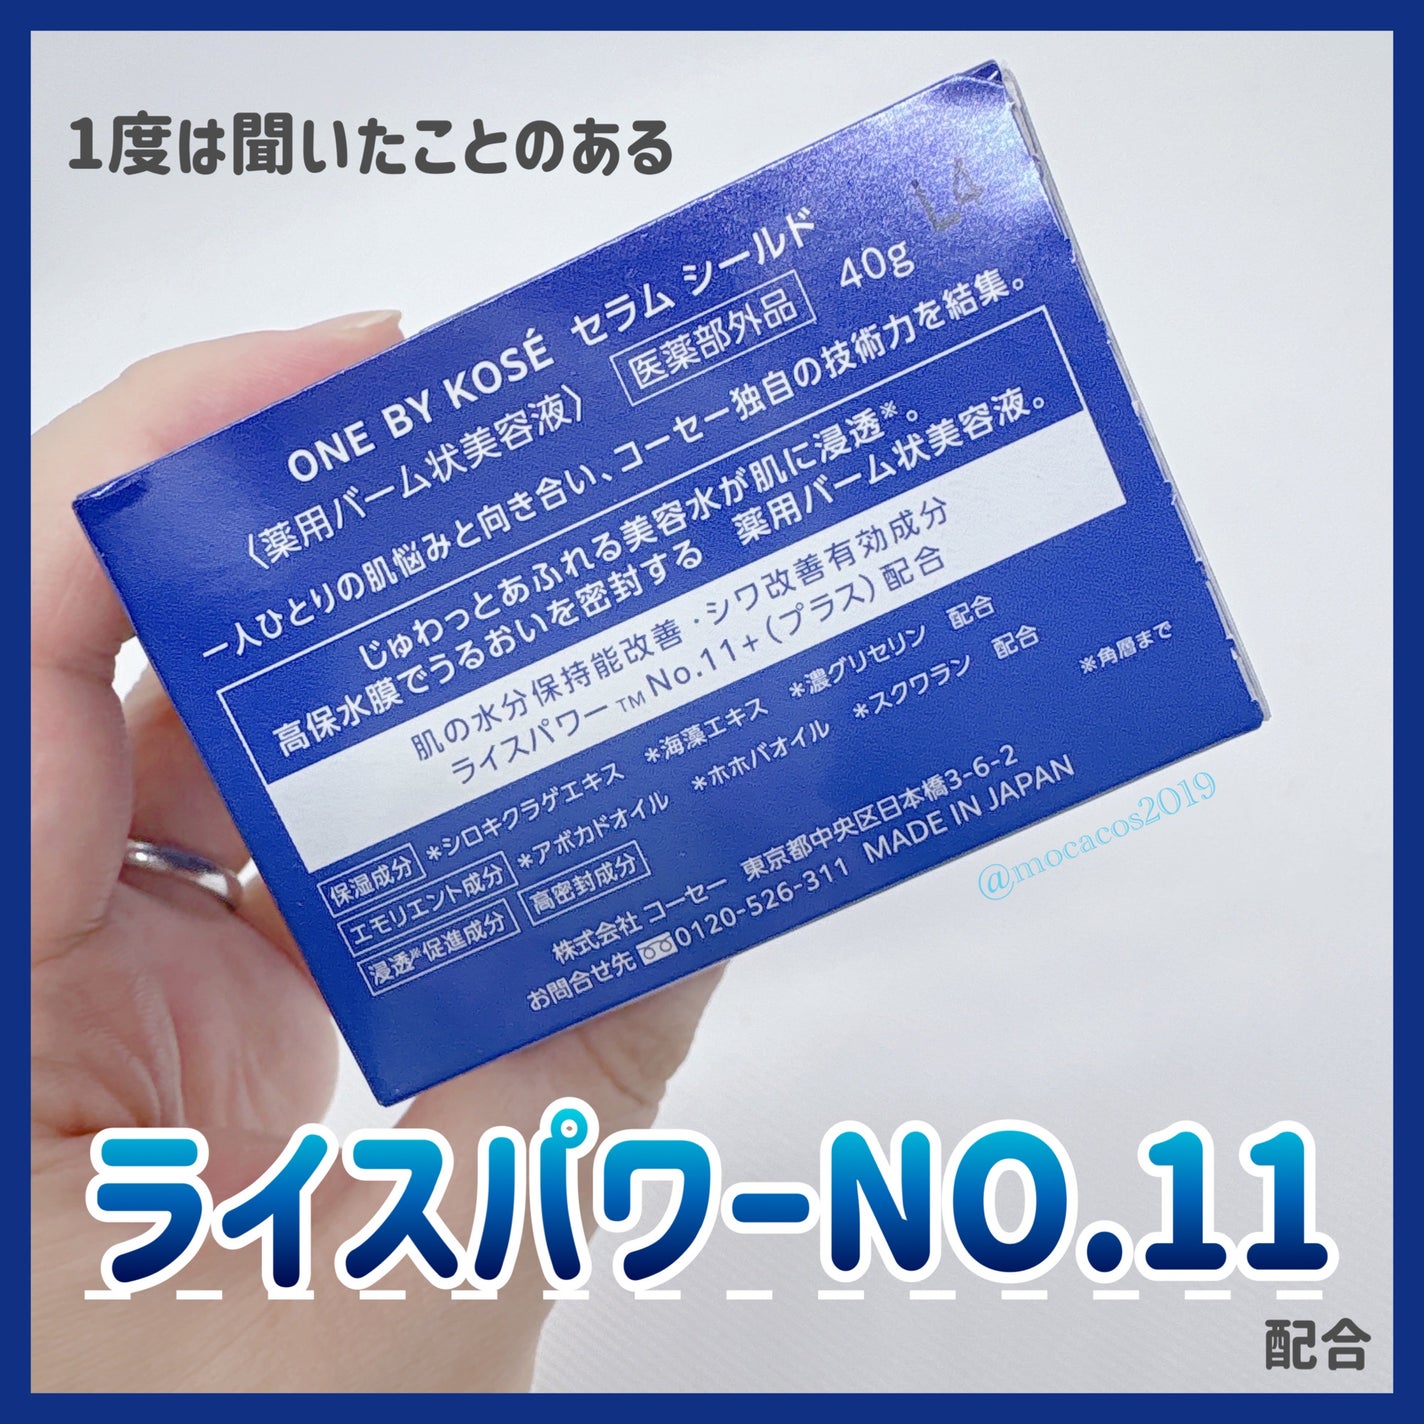 1度は聞いたことのある
L4
ONE BY KOSÉ セラム シールド
〈薬用バーム状美容液〉 医薬部外品 40g
一人ひとりの肌悩みと向き合い、コーセー独自の技術力を結集。
じゅわっとあふれる美容水が肌に浸透※。
高保水膜でうるおいを密封する 薬用バーム状美容液。
肌の水分保持能改善・シワ改善有効成分
ライスパワー™No.11+(プラス)配合
保湿成分 *シロキクラゲエキス *海藻エキス *濃グリセリン 配合
エモリエント成分 *アボカドオイル *ホホバオイル *スクワラン 配合
浸透※促進成分 高密封成分 ※角層まで
株式会社 コーセー 東京都中央区日本橋3-6-2
お問合せ先 0120-526-311 MADE IN JAPAN
@mocacos2019
ライスパワーNO.11
配合